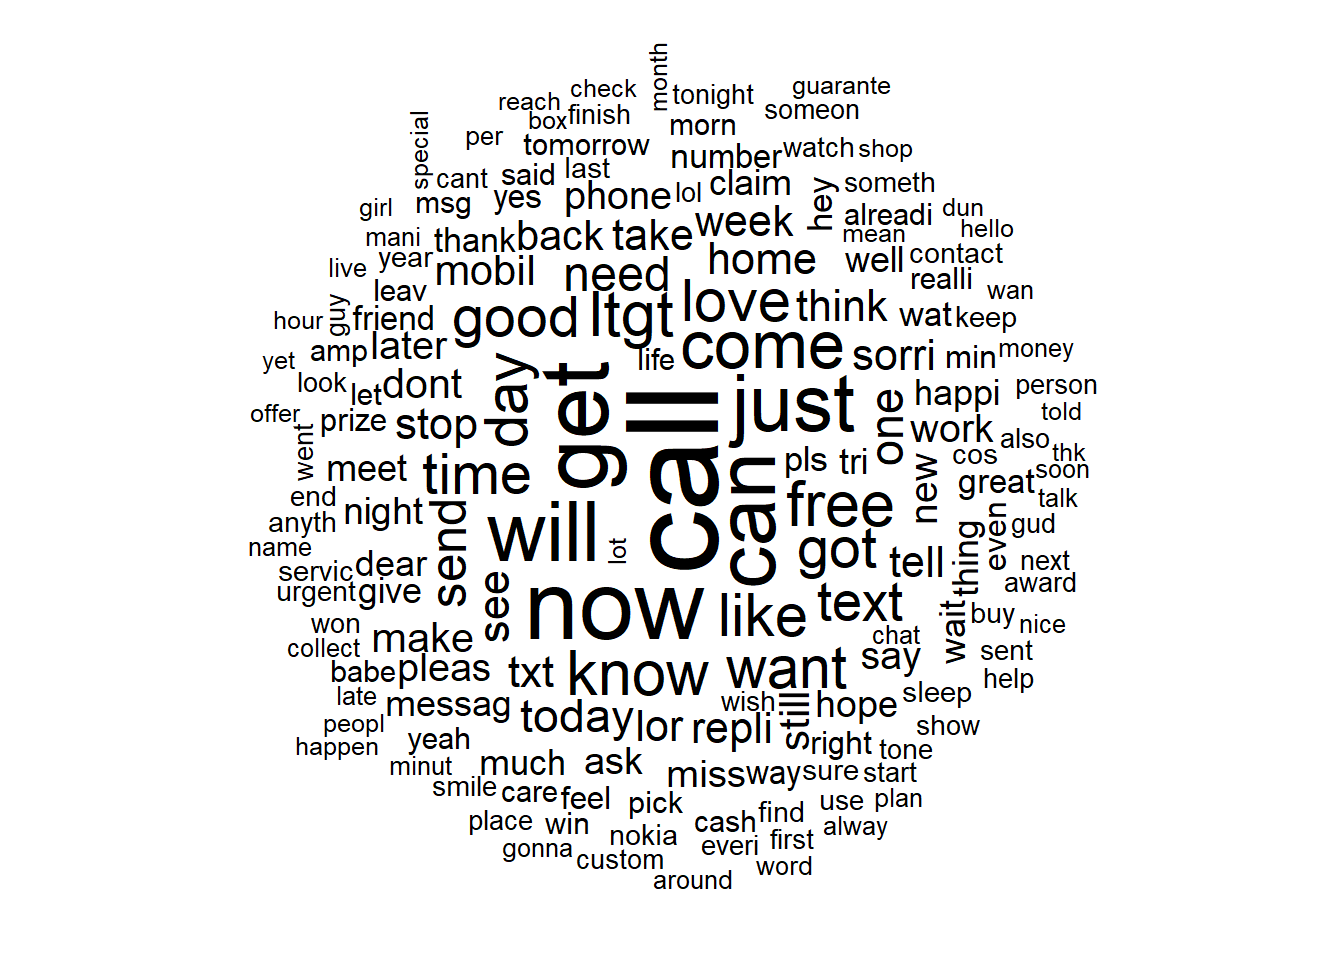 month
check
guarante
reach
tonight
someon
box
finish
special
per
morn
tomorrow
number
watch
shop
cant
said
last
claim
someth
girl
msg
yes
phone
lol
hey
alreadi
dun
mani
thank
back
take
week
mean
hello
live
year
mobil
need
home
well
contact
leav
realli
wan
hour
guy
friend
good
ltgt
love
think
wat
keep
yet
amp
later
life
come
sorri
min
money
look
let
dont
day
get
call
just
one
happi
person
offer
prize
stop
work
told
went
meet
time
can
pls
tri
new
cos
also
thk
soon
end
night
will
free
great
talk
anyth
send
lot
got
even
gud
name
servic
dear
tell
thing
next
urgent
give
see
now
like
text
award
won
make
wait
buy
nice
collect
chat
babe
pleas
txt
know
want
say
sent
help
late
messag
wish
still
hope
sleep
peopl
today
lor
repli
show
happen
yeah
right
tone
minut
much
ask
miss
way
sure
start
smile
care
feel
pick
use
plan
place
win
cash
find
alway
nokia
first
gonna
everi
custom
word
around